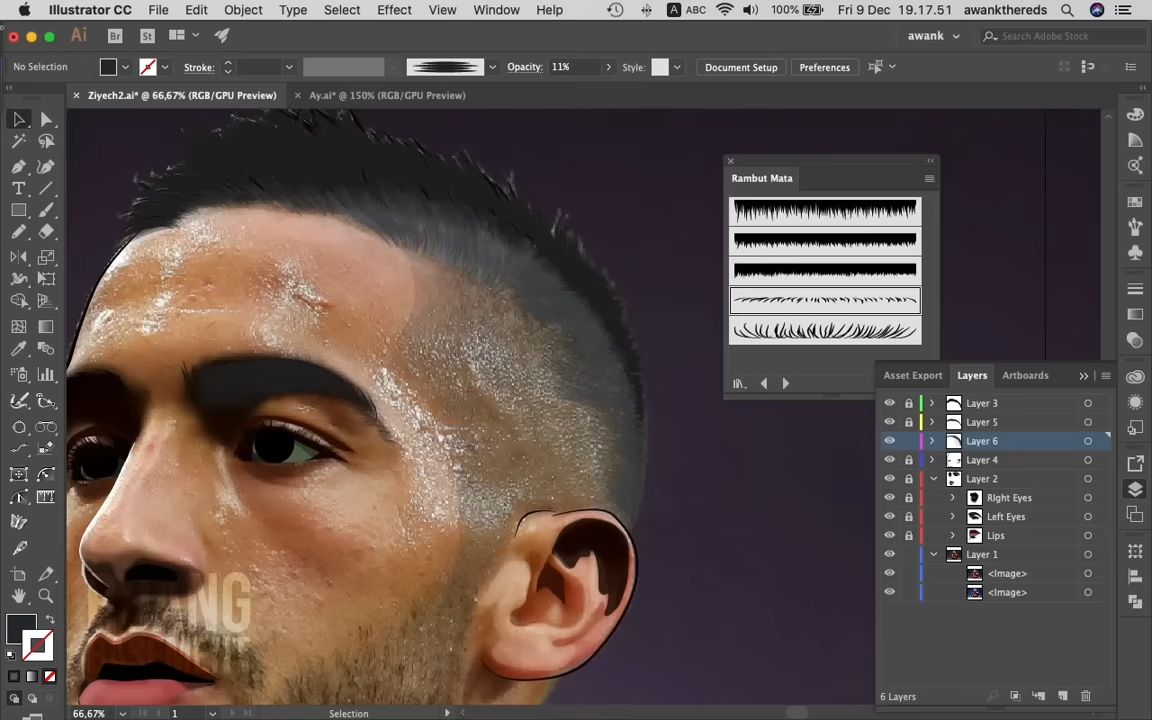 Illustrator CC File Edit Object Type Select Effect View Window Help A ABC 100% Fri 9 Dec 19.17.51 awankthereds
Ai Br St awank Search Adobe Stock
No Selection Stroke: Opacity: 11% Style: Document Setup Preferences
× Ziyech2.ai* @ 66,67% (RGB/GPU Preview) × Ay.ai* @ 150% (RGB/GPU Preview)
Rambut Mata
Asset Export Layers Artboards
Layer 3
Layer 5
Layer 6
Layer 4
Layer 2
RIght Eyes
Left Eyes
Lips
Layer 1
<Image>
<Image>
6 Layers
66,67% 1 Selection